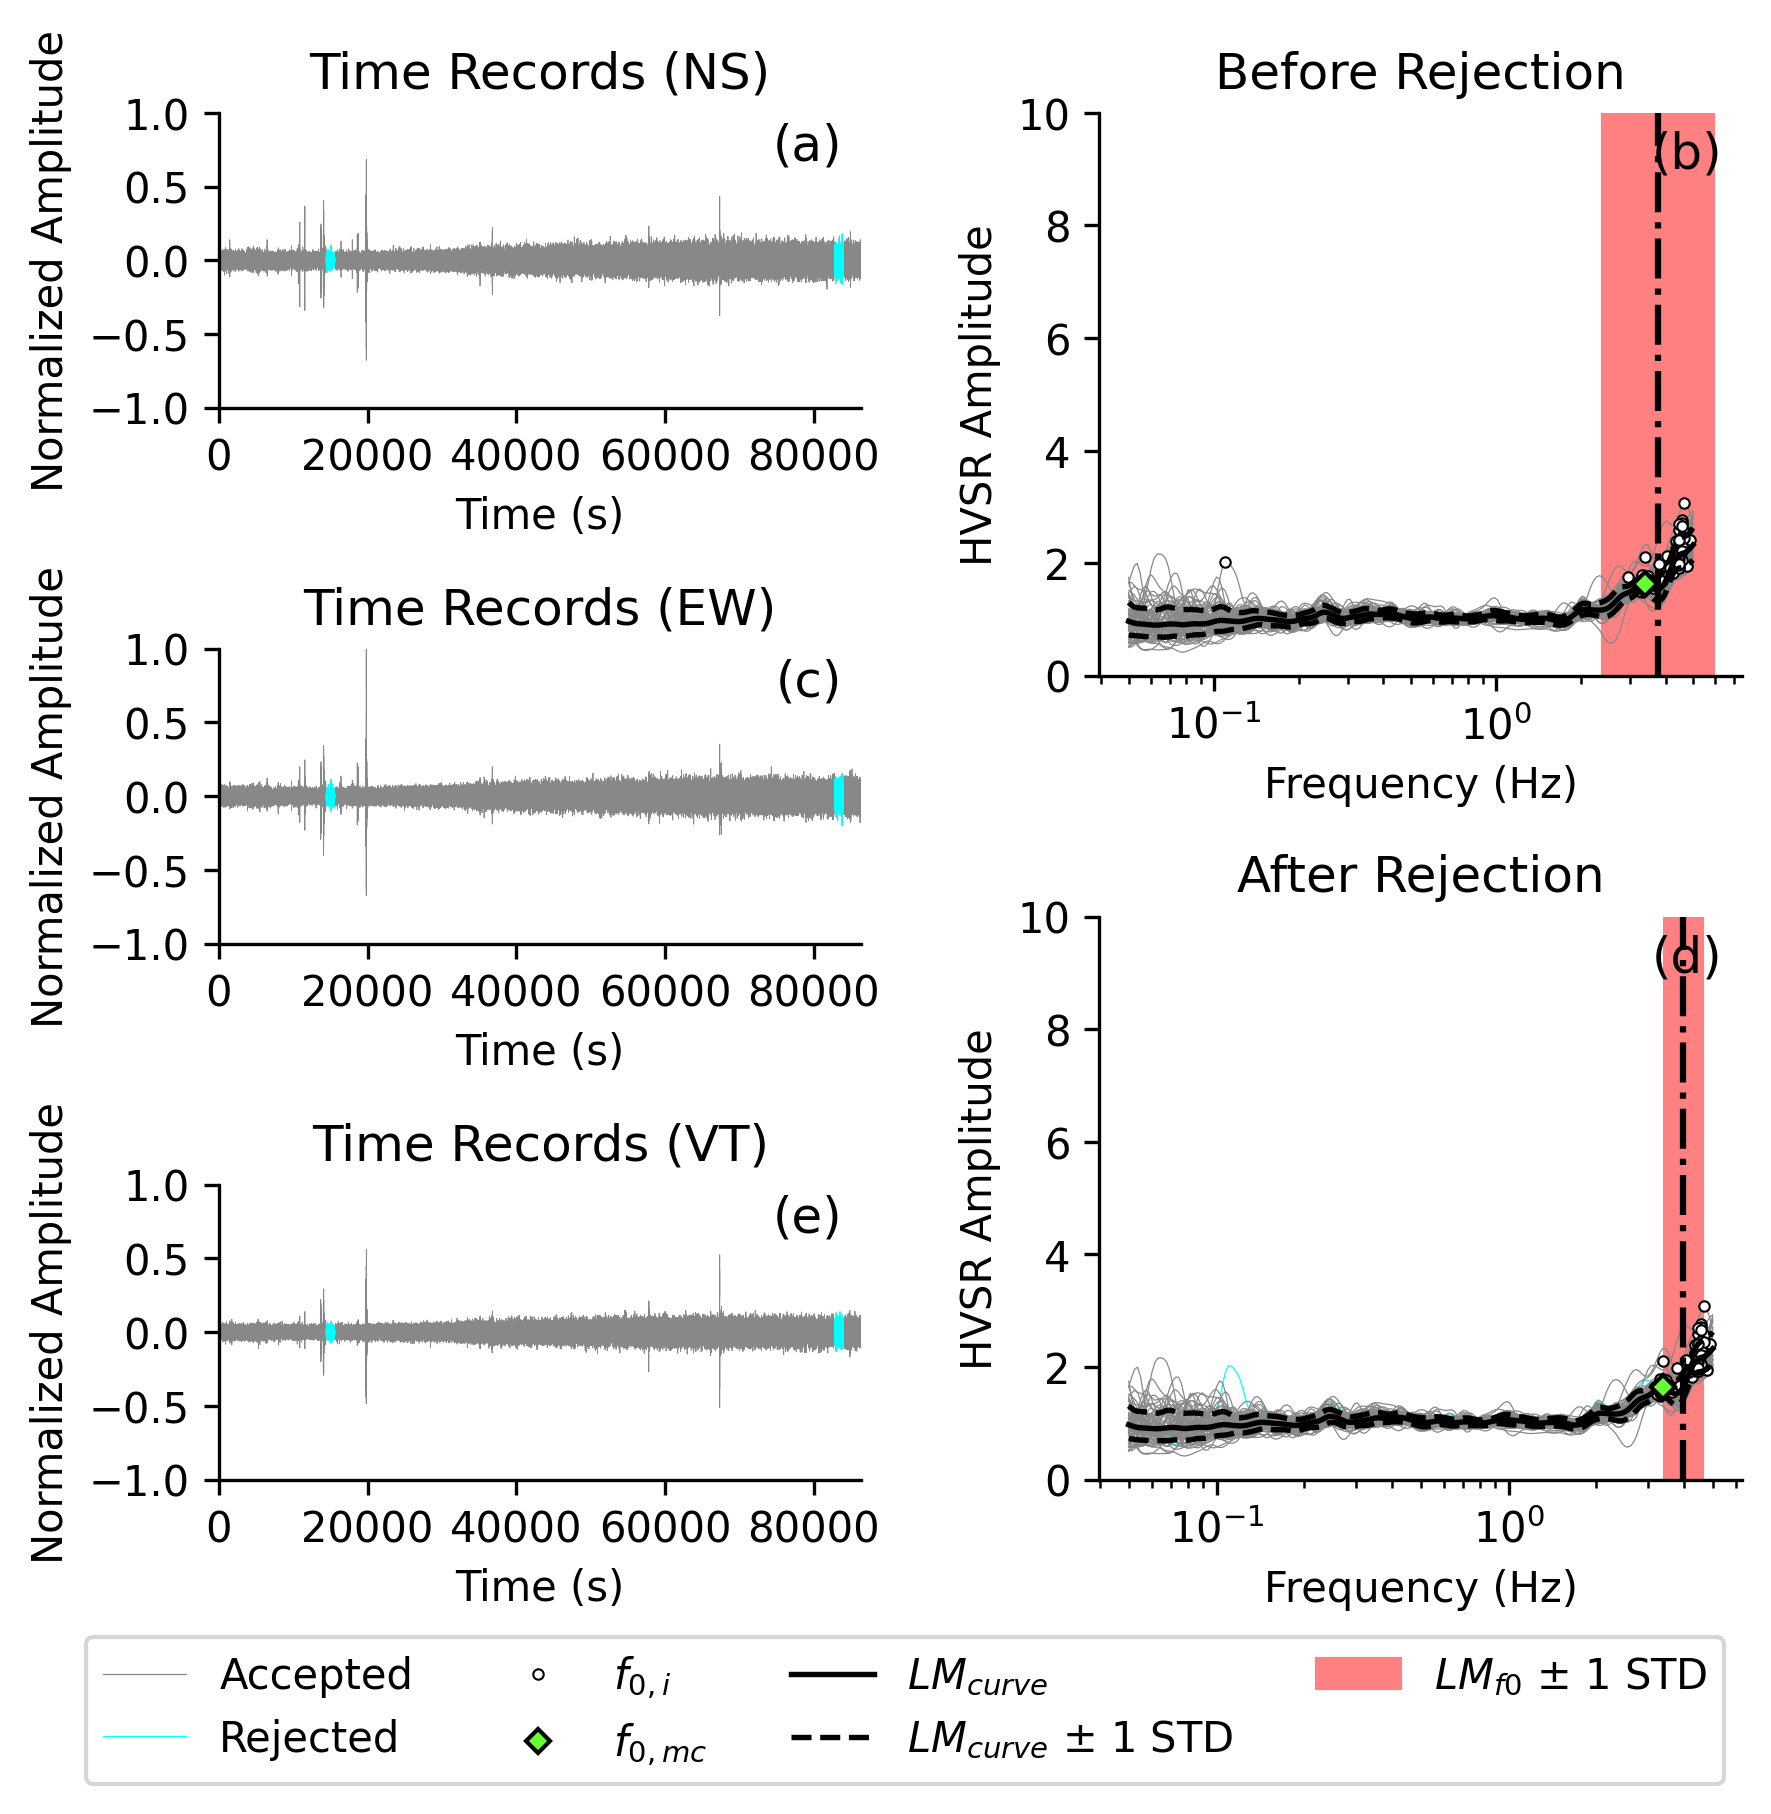 Time Records (NS)
Normalized Amplitude
1.0
0.5
0.0
−0.5
−1.0
(a)
0 20000 40000 60000 80000
Time (s)
Before Rejection
HVSR Amplitude
10
8
6
4
2
0
(b)
10⁻¹ 10⁰
Frequency (Hz)
Time Records (EW)
Normalized Amplitude
1.0
0.5
0.0
−0.5
−1.0
(c)
0 20000 40000 60000 80000
Time (s)
After Rejection
HVSR Amplitude
10
8
6
4
2
0
(d)
10⁻¹ 10⁰
Frequency (Hz)
Time Records (VT)
Normalized Amplitude
1.0
0.5
0.0
−0.5
−1.0
(e)
0 20000 40000 60000 80000
Time (s)
Accepted
Rejected
f0,i
f0,mc
LMcurve
LMcurve ± 1 STD
LMf0 ± 1 STD